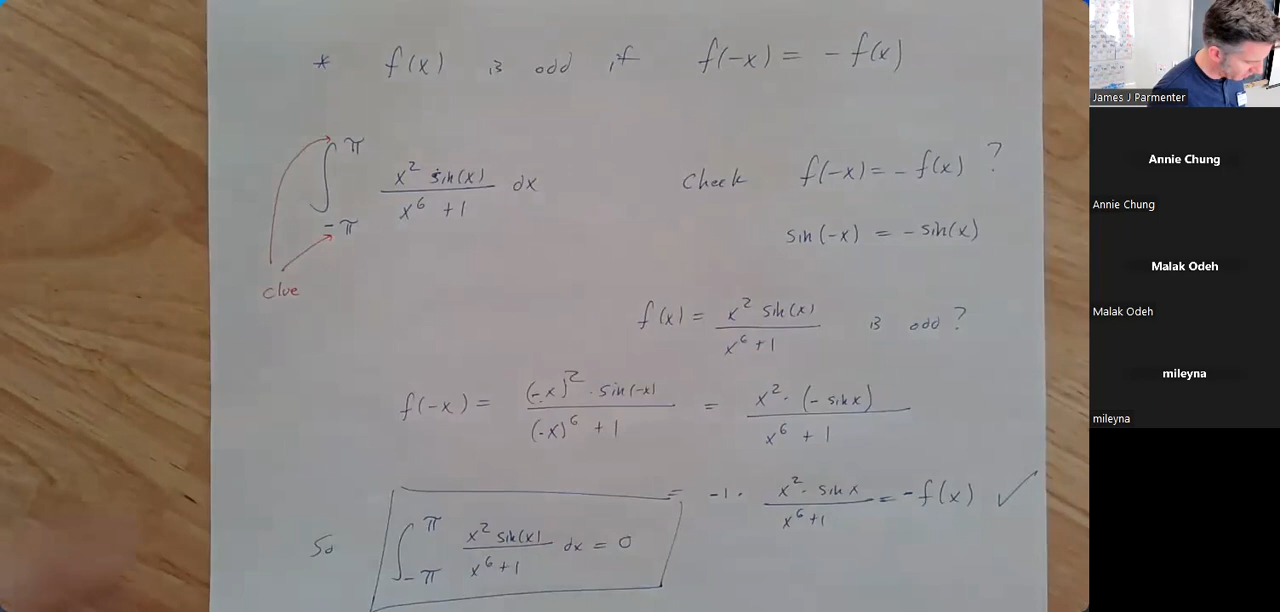 * f(x) is odd if f(-x) = - f(x)
∫_{-π}^{π} x² sin(x) / x⁶ + 1 dx
clue
Check f(-x) = - f(x) ?
sin(-x) = - sin(x)
f(x) = x² sin(x) / x⁶ + 1 is odd ?
f(-x) = (-x)² · sin(-x) / (-x)⁶ + 1 = x² · (- sin x) / x⁶ + 1
= -1 · x² · sin x / x⁶ + 1 = - f(x) ✓
So ∫_{-π}^{π} x² sin(x) / x⁶ + 1 dx = 0
James J Parmenter
Annie Chung
Annie Chung
Malak Odeh
Malak Odeh
mileyna
mileyna